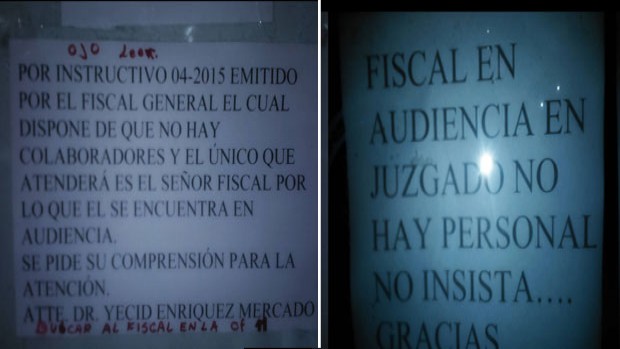 OJO Leer.
POR INSTRUCTIVO 04-2015 EMITIDO
POR EL FISCAL GENERAL EL CUAL
DISPONE DE QUE NO HAY
COLABORADORES Y EL ÚNICO QUE
ATENDERÁ ES EL SEÑOR FISCAL POR
LO QUE EL SE ENCUENTRA EN
AUDIENCIA.
SE PIDE SU COMPRENSIÓN PARA LA
ATENCIÓN.
ATTE. DR. YECID ENRIQUEZ MERCADO
BUSCAR AL FISCAL EN LA OF 11
FISCAL EN
AUDIENCIA EN
JUZGADO NO
HAY PERSONAL
NO INSISTA....
GRACIAS